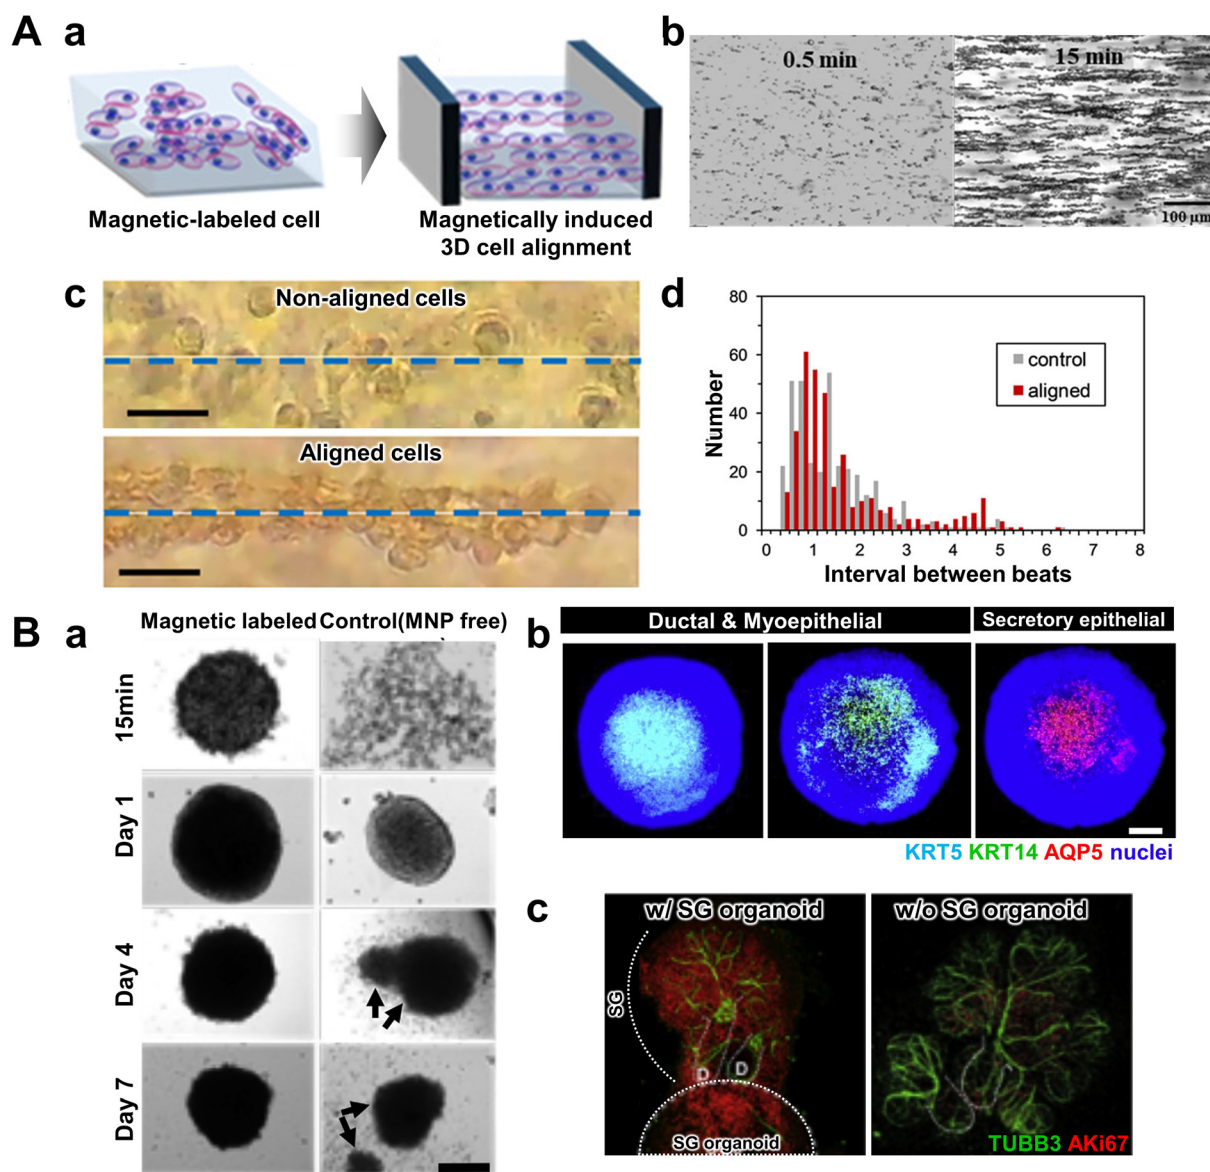 A a
Magnetic-labeled cell
Magnetically induced
3D cell alignment
b
0.5 min
15 min
100 µm
c
Non-aligned cells
Aligned cells
d
80
60
40
20
0
Number
control
aligned
0 1 2 3 4 5 6 7 8
Interval between beats
B a
Magnetic labeled Control(MNP free)
15min
Day 1
Day 4
Day 7
b
Ductal & Myoepithelial
Secretory epithelial
KRT5 KRT14 AQP5 nuclei
c
w/ SG organoid
SG
D D
SG organoid
w/o SG organoid
TUBB3 AKi67